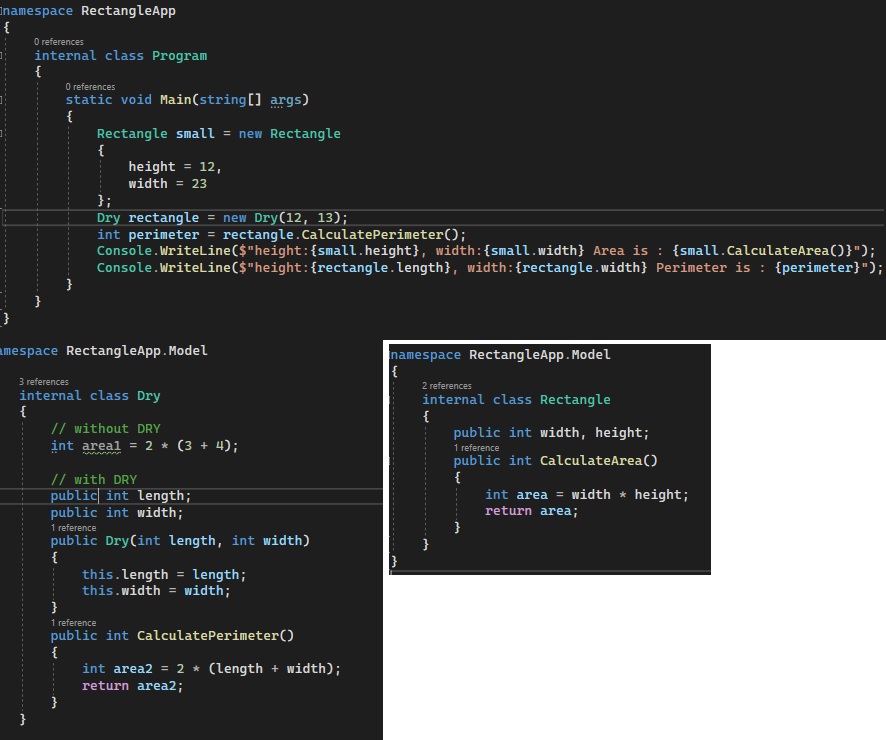 namespace RectangleApp
{
0 references
internal class Program
{
0 references
static void Main(string[] args)
{
Rectangle small = new Rectangle
{
height = 12,
width = 23
};
Dry rectangle = new Dry(12, 13);
int perimeter = rectangle.CalculatePerimeter();
Console.WriteLine($"height:{small.height}, width:{small.width} Area is : {small.CalculateArea()}");
Console.WriteLine($"height:{rectangle.length}, width:{rectangle.width} Perimeter is : {perimeter}");
}
}
}
amespace RectangleApp.Model
3 references
internal class Dry
{
// without DRY
int area1 = 2 * (3 + 4);
// with DRY
public int length;
public int width;
1 reference
public Dry(int length, int width)
{
this.length = length;
this.width = width;
}
1 reference
public int CalculatePerimeter()
{
int area2 = 2 * (length + width);
return area2;
}
}
namespace RectangleApp.Model
{
2 references
internal class Rectangle
{
public int width, height;
1 reference
public int CalculateArea()
{
int area = width * height;
return area;
}
}
}